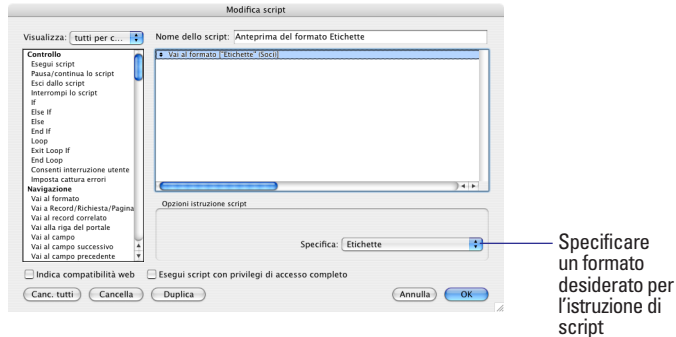 Modifica script
Visualizza: tutti per c...
Nome dello script: Anteprima del formato Etichette
Controllo
Esegui script
Pausa/continua lo script
Esci dallo script
Interrompi lo script
If
Else If
Else
End If
Loop
Exit Loop If
End Loop
Consenti interruzione utente
Imposta cattura errori
Navigazione
Vai al formato
Vai a Record/Richiesta/Pagina
Vai al record correlato
Vai alla riga del portale
Vai al campo
Vai al campo successivo
Vai al campo precedente
Vai al formato ["Etichette" (Soci)]
Opzioni istruzione script
Specifica: Etichette
Indica compatibilità web
Esegui script con privilegi di accesso completo
Canc. tutti
Cancella
Duplica
Annulla
OK
Specificare
un formato
desiderato per
l'istruzione di
script